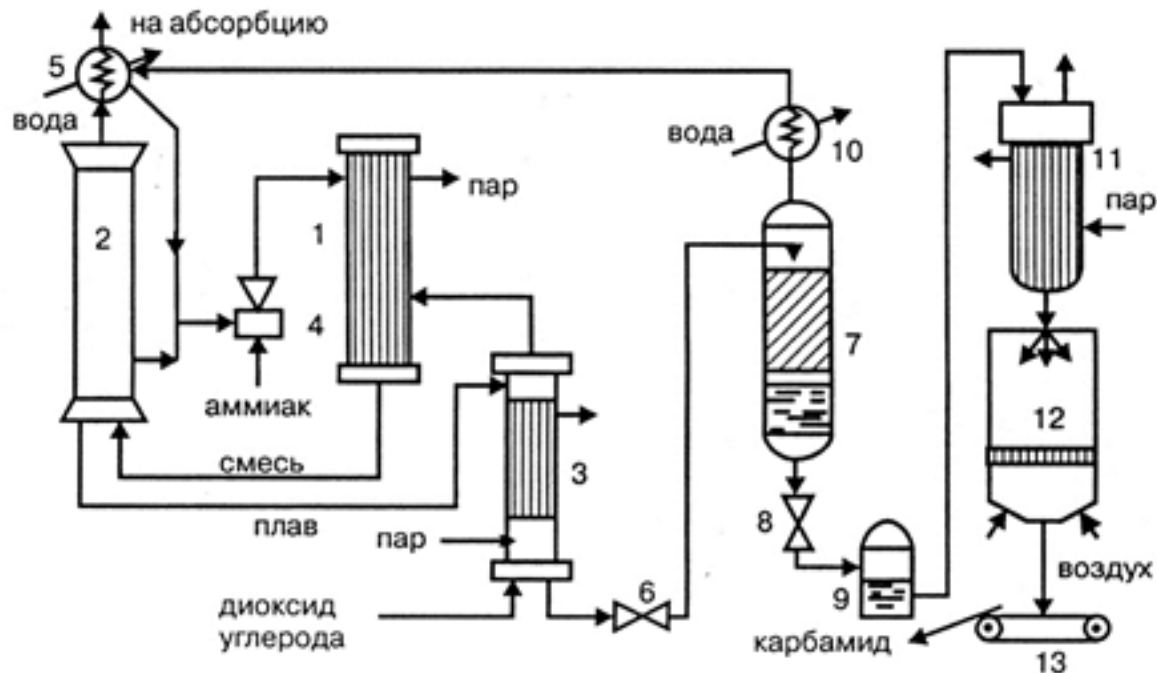 на абсорбцию
5
вода
вода
10
11
пар
пар
2
1
4
7
аммиак
12
смесь
3
плав
8
пар
6
воздух
9
диоксид
углерода
карбамид
13